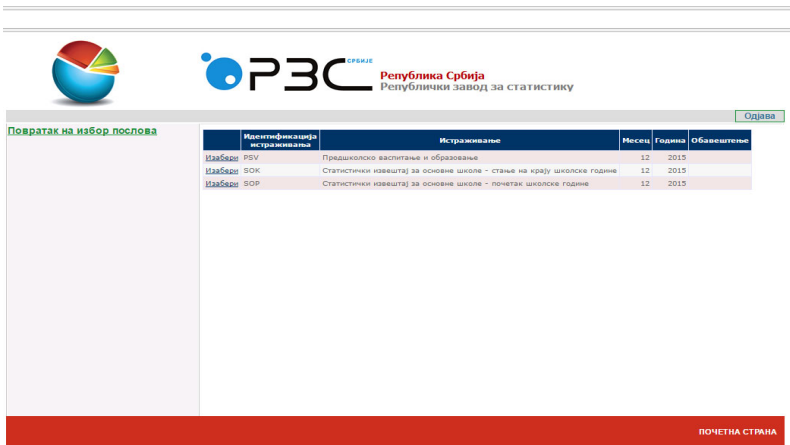 РЗС
СРБИЈЕ
Република Србија
Републички завод за статистику
Одјава
Повратак на избор послова
Идентификација истраживања Истраживање Месец Година Обавештење
Изабери PSV Предшколско васпитање и образовање 12 2015
Изабери SOK Статистички извештај за основне школе - стање на крају школске године 12 2015
Изабери SOP Статистички извештај за основне школе - почетак школске године 12 2015
ПОЧЕТНА СТРАНА